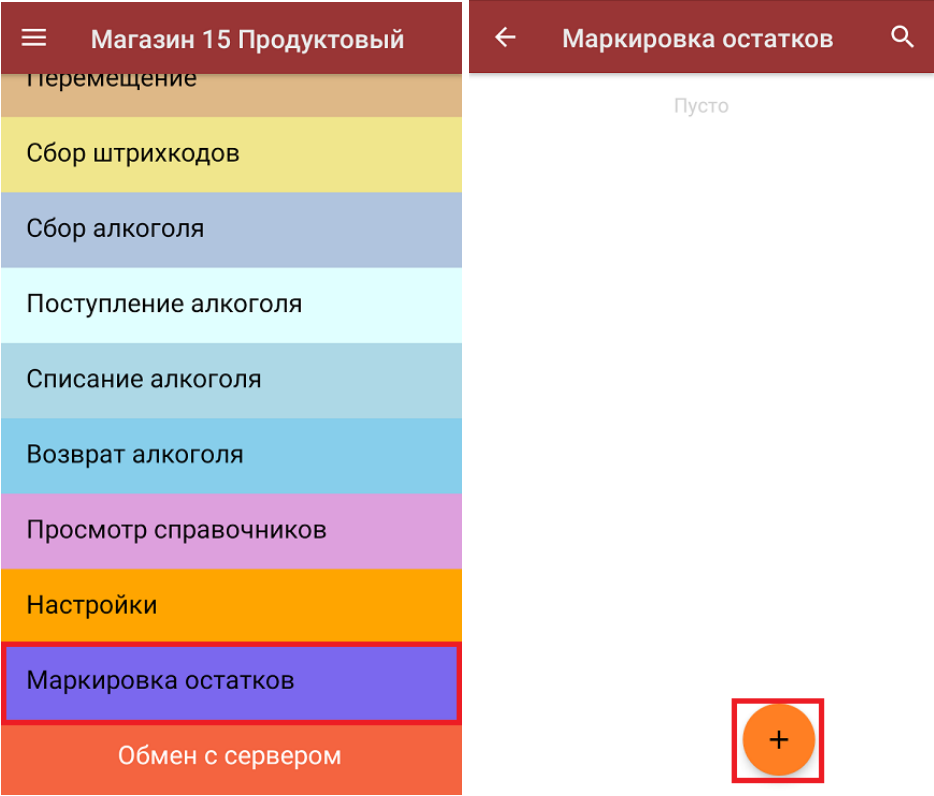 Магазин 15 Продуктовый
Перемещение
Сбор штрихкодов
Сбор алкоголя
Поступление алкоголя
Списание алкоголя
Возврат алкоголя
Просмотр справочников
Настройки
Маркировка остатков
Обмен с сервером
Маркировка остатков
Пусто
+